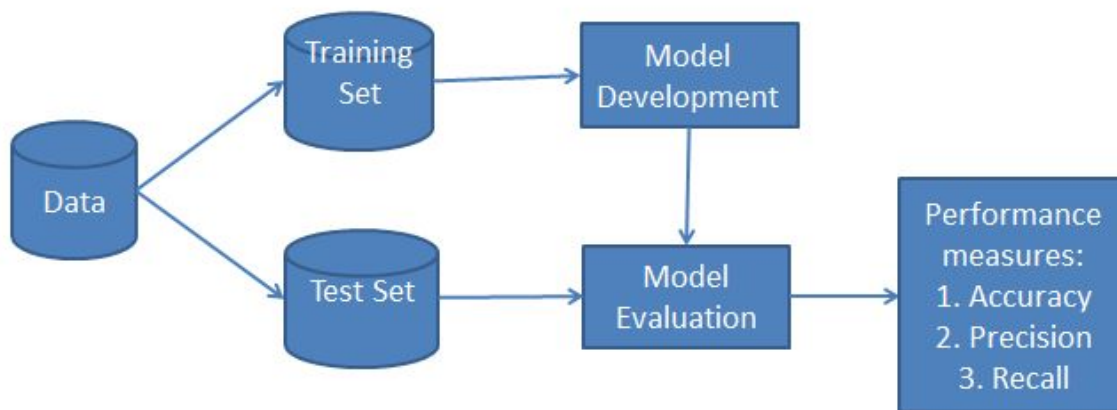 Training
Set
Model
Development
Data
Test Set
Model
Evaluation
Performance
measures:
1. Accuracy
2. Precision
3. Recall